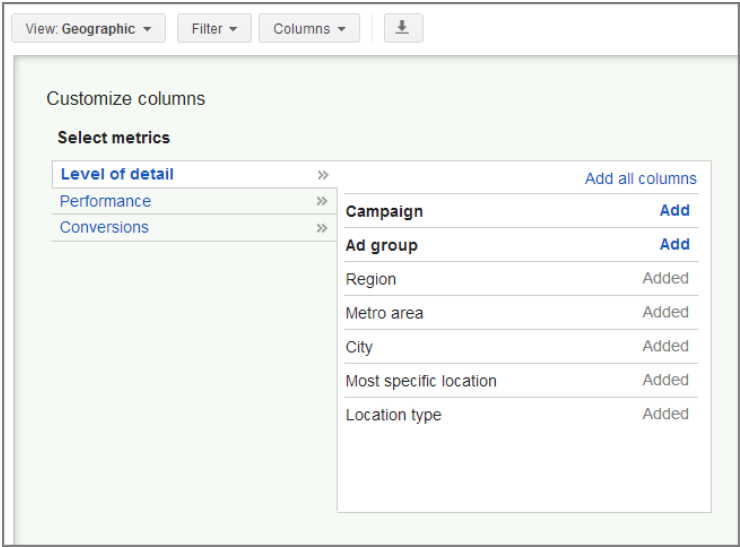 View: Geographic Filter Columns
Customize columns
Select metrics
Level of detail »
Add all columns
Performance »
Campaign Add
Conversions »
Ad group Add
Region Added
Metro area Added
City Added
Most specific location Added
Location type Added